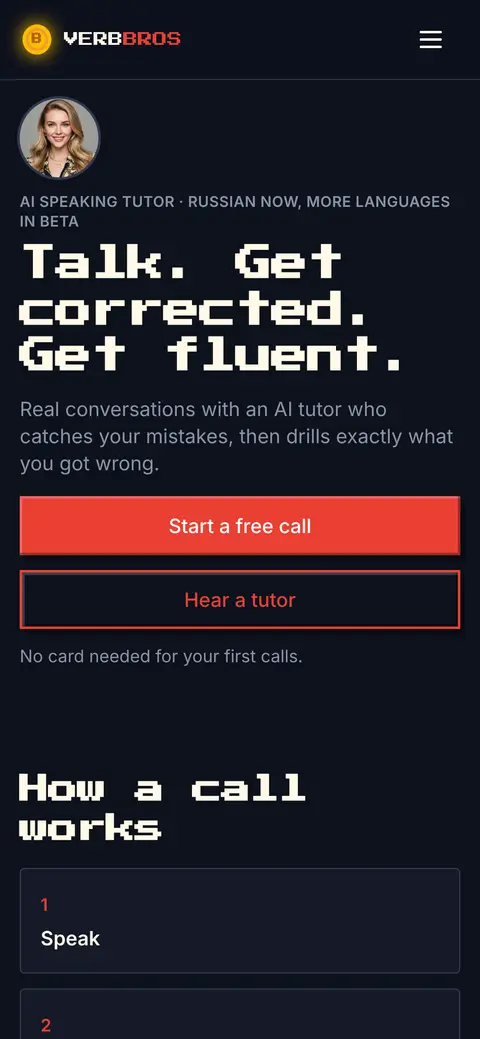 B VERBBROS
AI SPEAKING TUTOR · RUSSIAN NOW, MORE LANGUAGES
IN BETA
Talk. Get
corrected.
Get fluent.
Real conversations with an AI tutor who
catches your mistakes, then drills exactly what
you got wrong.
Start a free call
Hear a tutor
No card needed for your first calls.
How a call
works
1
Speak
2